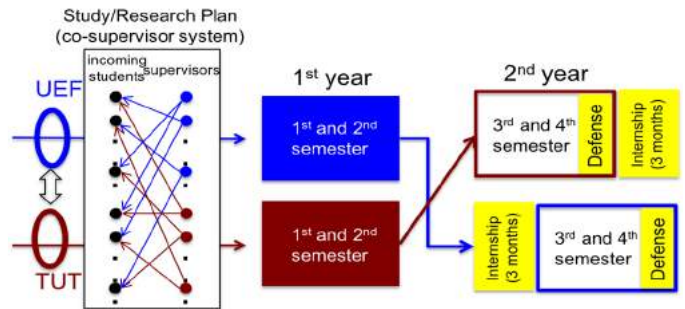 Study/Research Plan
(co-supervisor system)
incoming
students
supervisors
UEF
TUT
1st year
2nd year
1st and 2nd
semester
3rd and 4th
semester
Defense
Internship
(3 months)
1st and 2nd
semester
Internship
(3 months)
3rd and 4th
semester
Defense